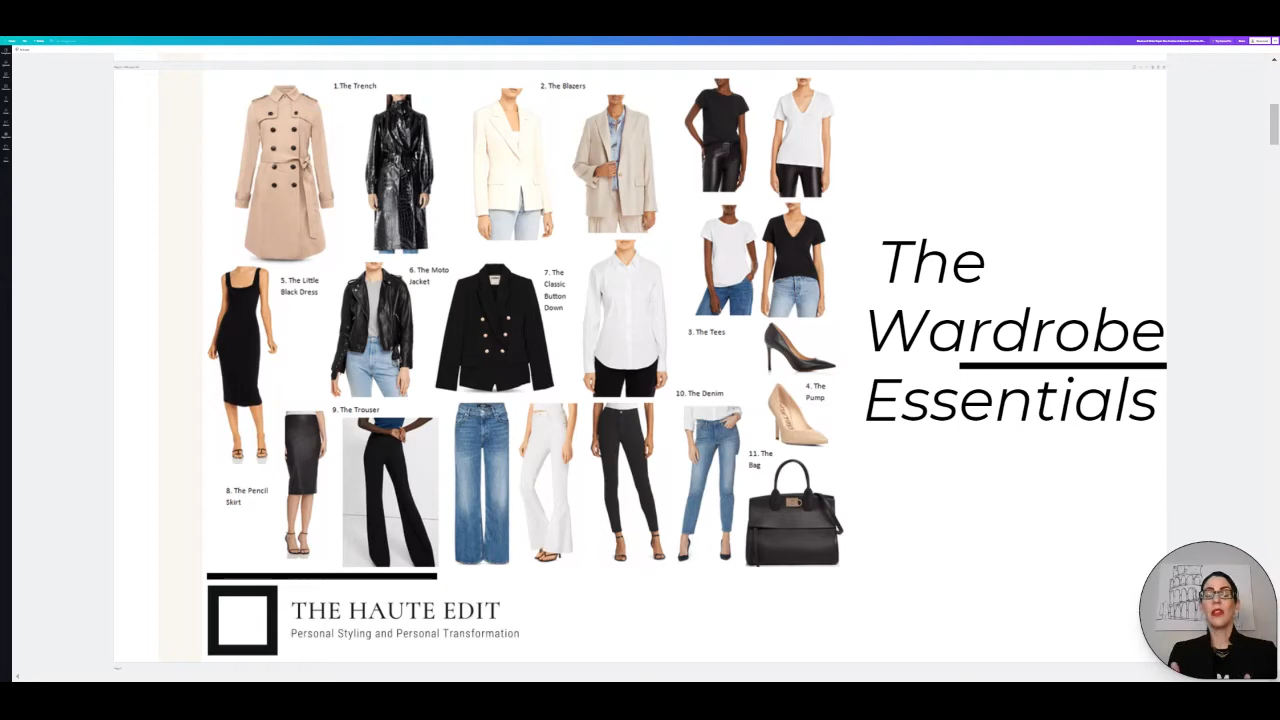 1.The Trench
2. The Blazers
5. The Little
Black Dress
6. The Moto
Jacket
7. The
Classic
Button
Down
3. The Tees
4. The
Pump
8. The Pencil
Skirt
9. The Trouser
10. The Denim
11. The
Bag
The
Wardrobe
Essentials
THE HAUTE EDIT
Personal Styling and Personal Transformation